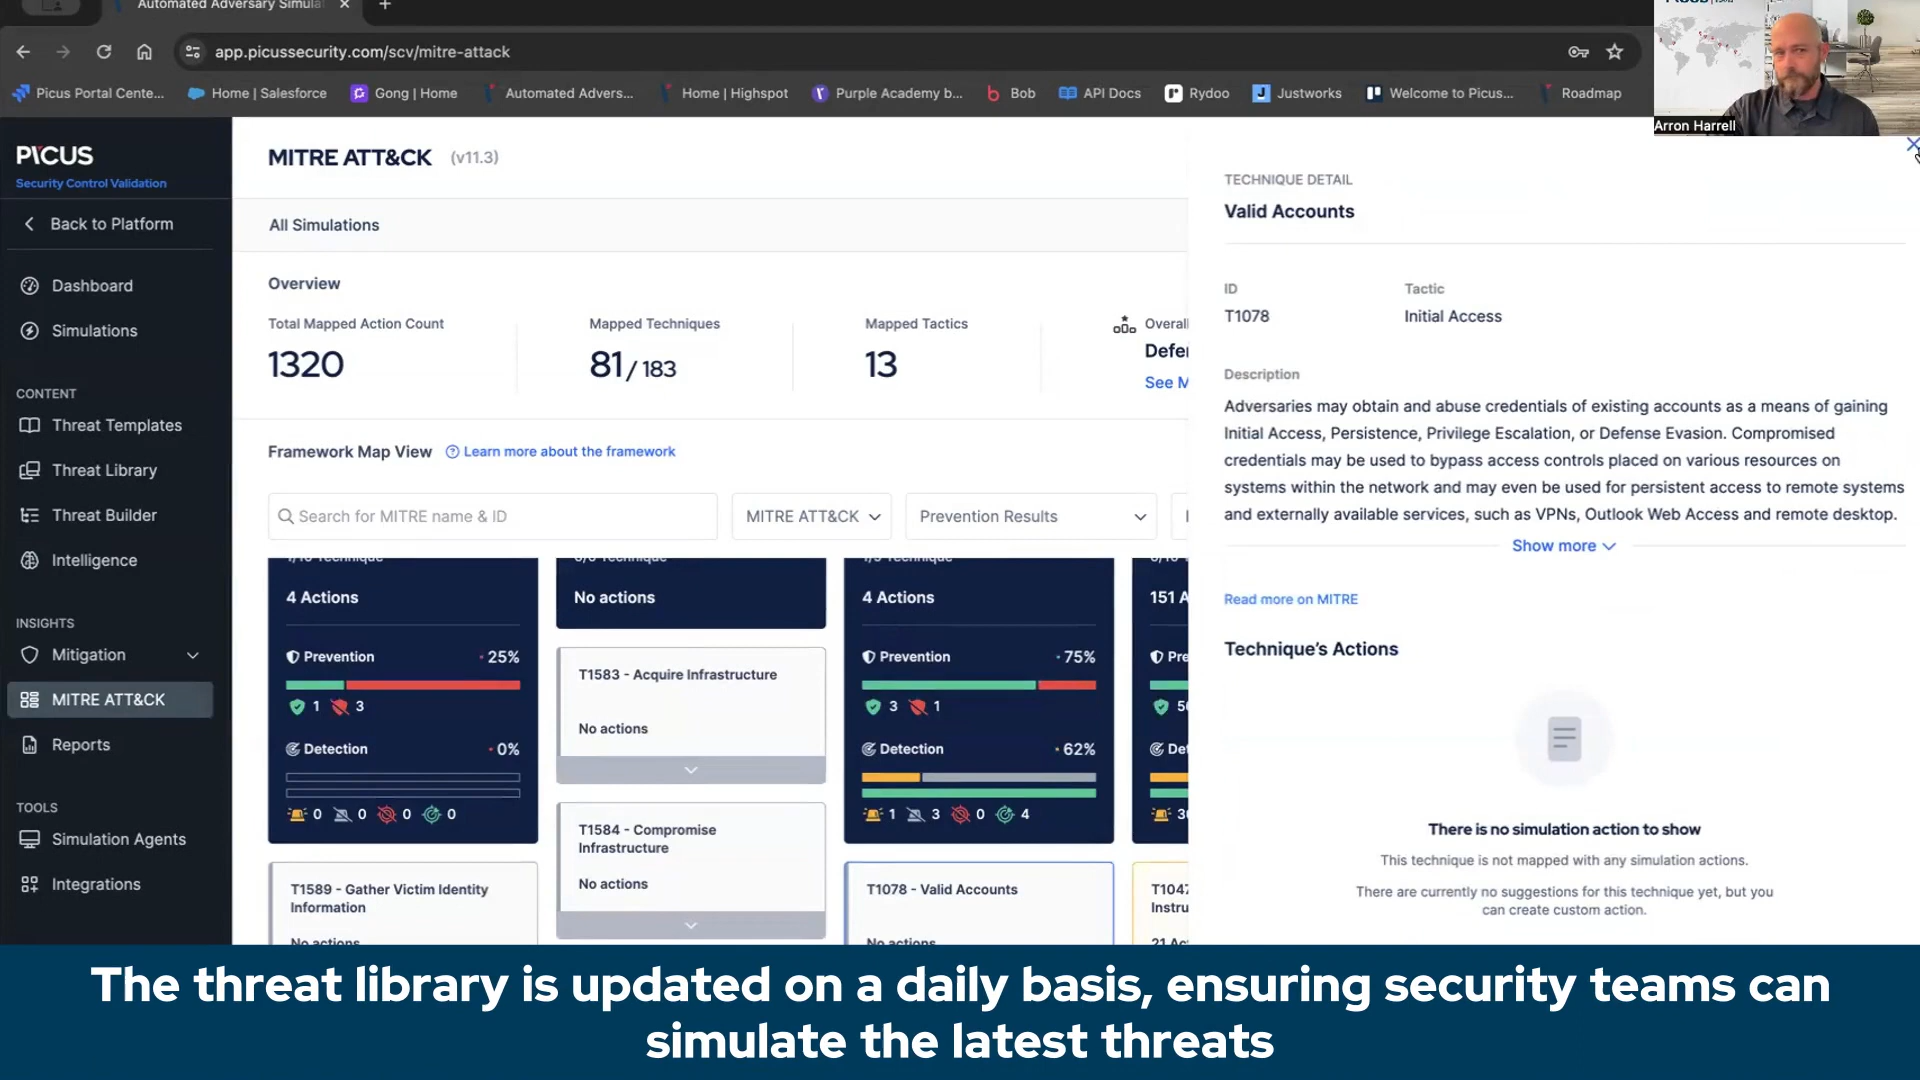 Automated Adversary Simula
app.picussecurity.com/scv/mitre-attack
Picus Portal Cente...
Home | Salesforce
Gong | Home
Automated Advers...
Home | Highspot
Purple Academy b...
Bob
API Docs
Rydoo
Justworks
Welcome to Picus...
Roadmap
Arron Harrell
PICUS
Security Control Validation
Back to Platform
Dashboard
Simulations
CONTENT
Threat Templates
Threat Library
Threat Builder
Intelligence
INSIGHTS
Mitigation
MITRE ATT&CK
Reports
TOOLS
Simulation Agents
Integrations
MITRE ATT&CK (v11.3)
All Simulations
Overview
Total Mapped Action Count
1320
Mapped Techniques
81 / 183
Mapped Tactics
13
Overall
Defe
See M
Framework Map View
Learn more about the framework
Search for MITRE name & ID
MITRE ATT&CK
Prevention Results
4 Actions
Prevention 25%
1 3
Detection 0%
0 0 0 0
T1589 - Gather Victim Identity
Information
No actions
No actions
T1583 - Acquire Infrastructure
No actions
T1584 - Compromise
Infrastructure
No actions
4 Actions
Prevention 75%
3 1
Detection 62%
1 3 0 4
T1078 - Valid Accounts
No actions
151 A
Pre
Det
T1047
Instru
TECHNIQUE DETAIL
Valid Accounts
ID
T1078
Tactic
Initial Access
Description
Adversaries may obtain and abuse credentials of existing accounts as a means of gaining
Initial Access, Persistence, Privilege Escalation, or Defense Evasion. Compromised
credentials may be used to bypass access controls placed on various resources on
systems within the network and may even be used for persistent access to remote systems
and externally available services, such as VPNs, Outlook Web Access and remote desktop.
Show more
Read more on MITRE
Technique's Actions
There is no simulation action to show
This technique is not mapped with any simulation actions.
There are currently no suggestions for this technique yet, but you
can create custom action.
The threat library is updated on a daily basis, ensuring security teams can
simulate the latest threats